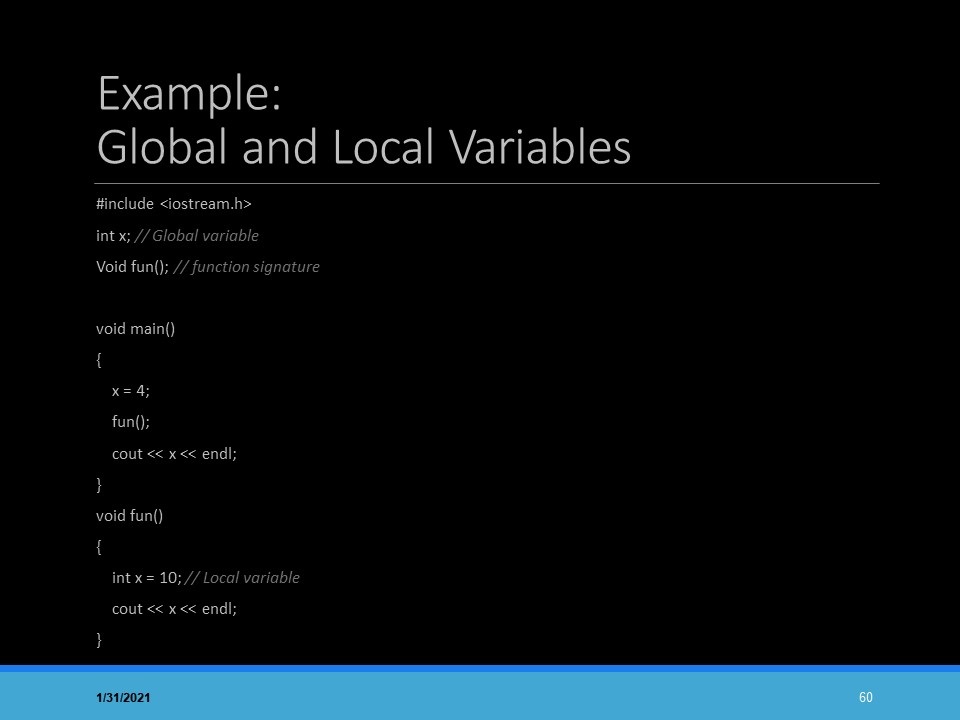 Example:
Global and Local Variables
#include <iostream.h>
int x; // Global variable
Void fun(); // function signature
void main()
{
x = 4;
fun();
cout << x << endl;
}
void fun()
{
int x = 10; // Local variable
cout << x << endl;
}
1/31/2021
60